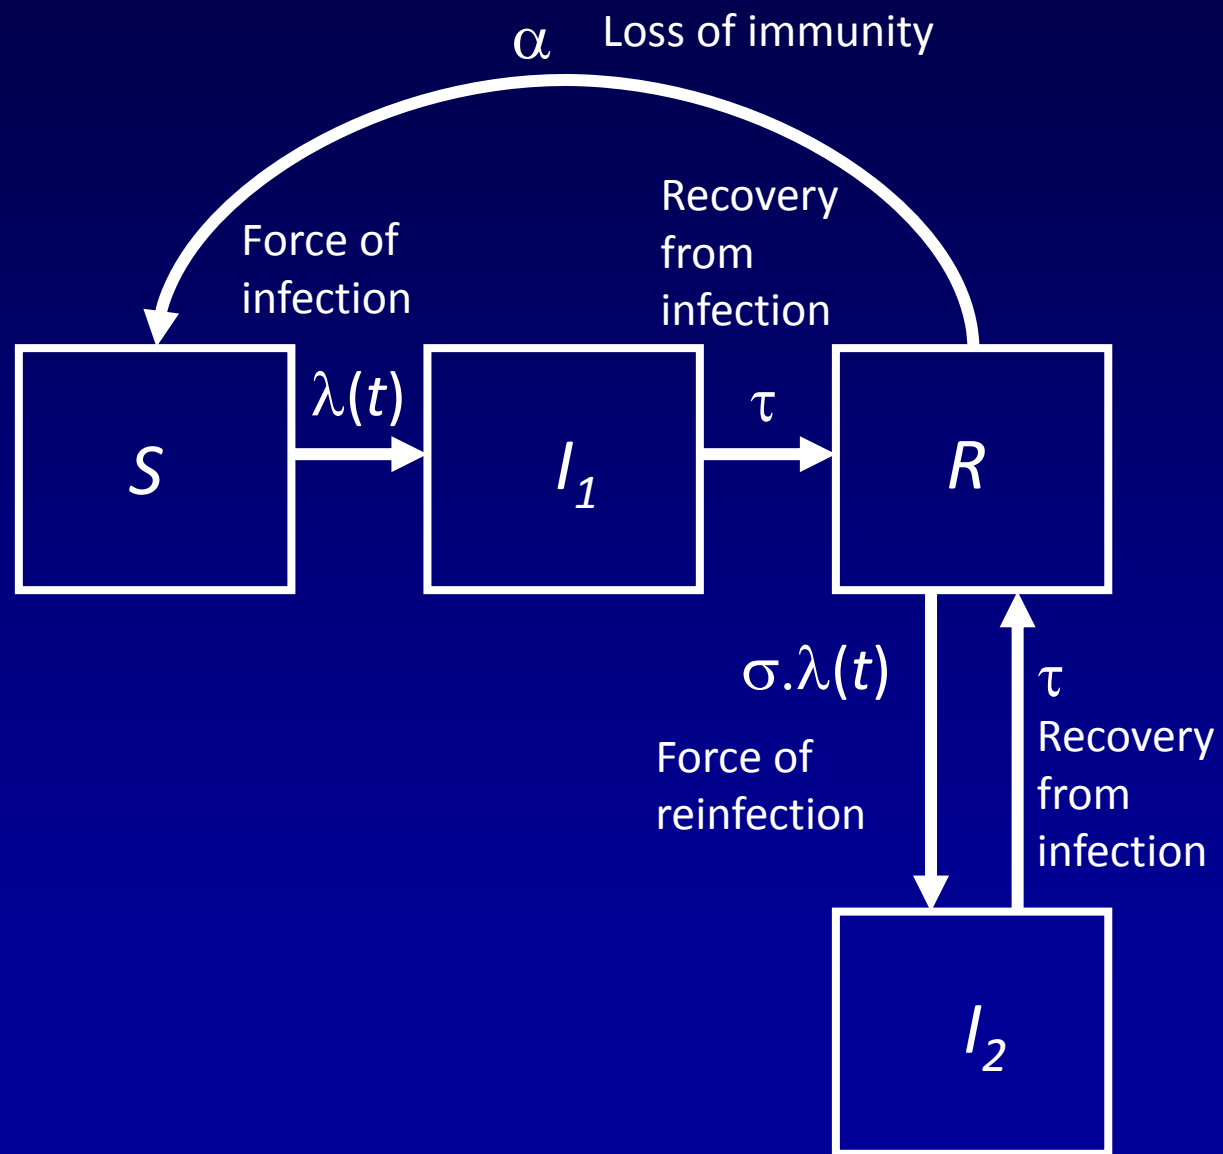 α Loss of immunity
Recovery
from
infection
Force of
infection
λ(t)
τ
S
I₁
R
σ.λ(t)
τ
Force of
reinfection
Recovery
from
infection
I₂